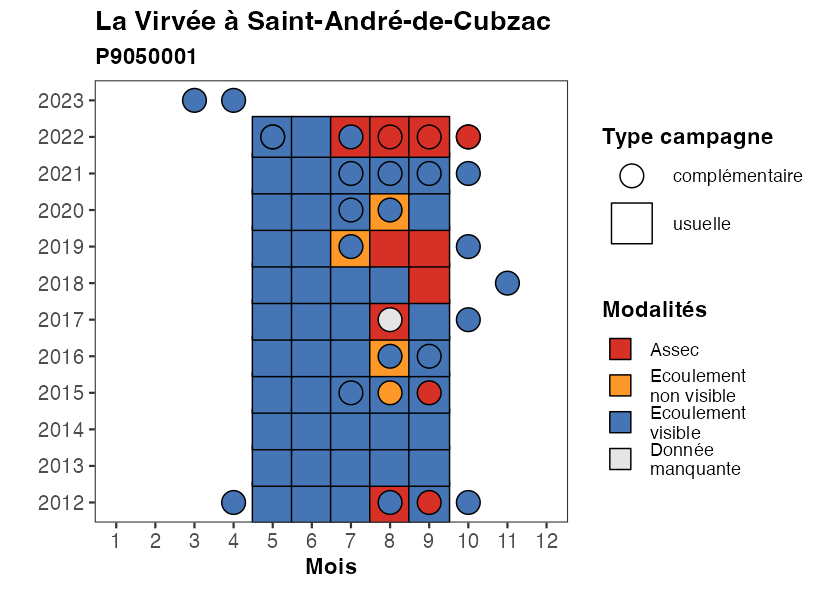 La Virvée à Saint-André-de-Cubzac
P9050001
2023
2022
2021
2020
2019
2018
2017
2016
2015
2014
2013
2012
1 2 3 4 5 6 7 8 9 10 11 12
Mois
Type campagne
complémentaire
usuelle
Modalités
Assec
Ecoulement
non visible
Ecoulement
visible
Donnée
manquante